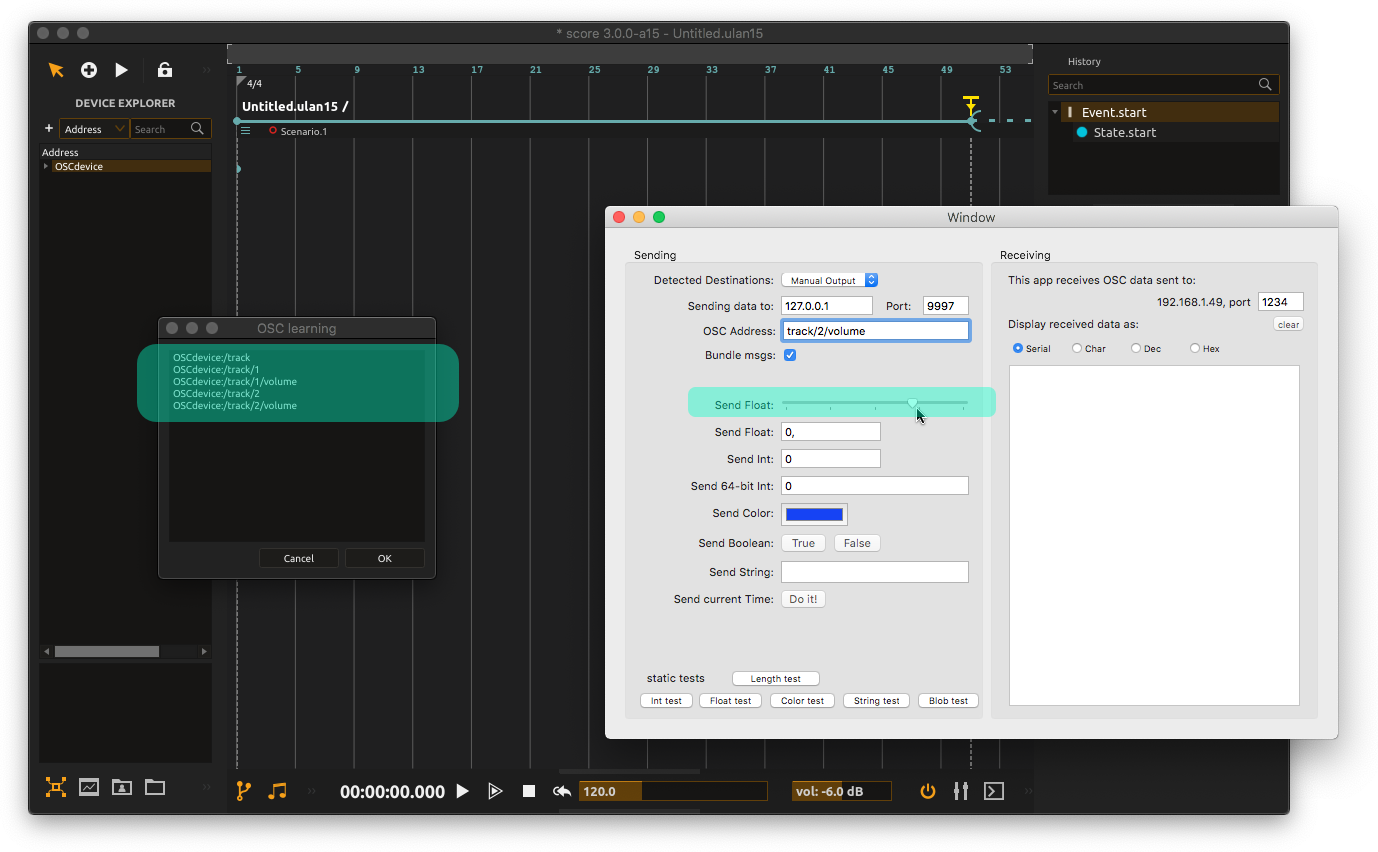 * score 3.0.0-a15 - Untitled.ulan15
DEVICE EXPLORER
+ Address Search
Address
OSCdevice
1 5 9 13 17 21 25 29 33 37 41 45 49 53
4/4
Untitled.ulan15 /
Scenario.1
History
Search
Event.start
State.start
OSC learning
OSCdevice:/track
OSCdevice:/track/1
OSCdevice:/track/1/volume
OSCdevice:/track/2
OSCdevice:/track/2/volume
Cancel OK
Window
Sending
Detected Destinations: Manual Output
Sending data to: 127.0.0.1 Port: 9997
OSC Address: track/2/volume
Bundle msgs:
Send Float:
Send Float: 0,
Send Int: 0
Send 64-bit Int: 0
Send Color:
Send Boolean: True False
Send String:
Send current Time: Do it!
static tests Length test
Int test Float test Color test String test Blob test
Receiving
This app receives OSC data sent to:
192.168.1.49, port 1234
Display received data as: clear
Serial Char Dec Hex
00:00:00.000 120.0 vol: -6.0 dB